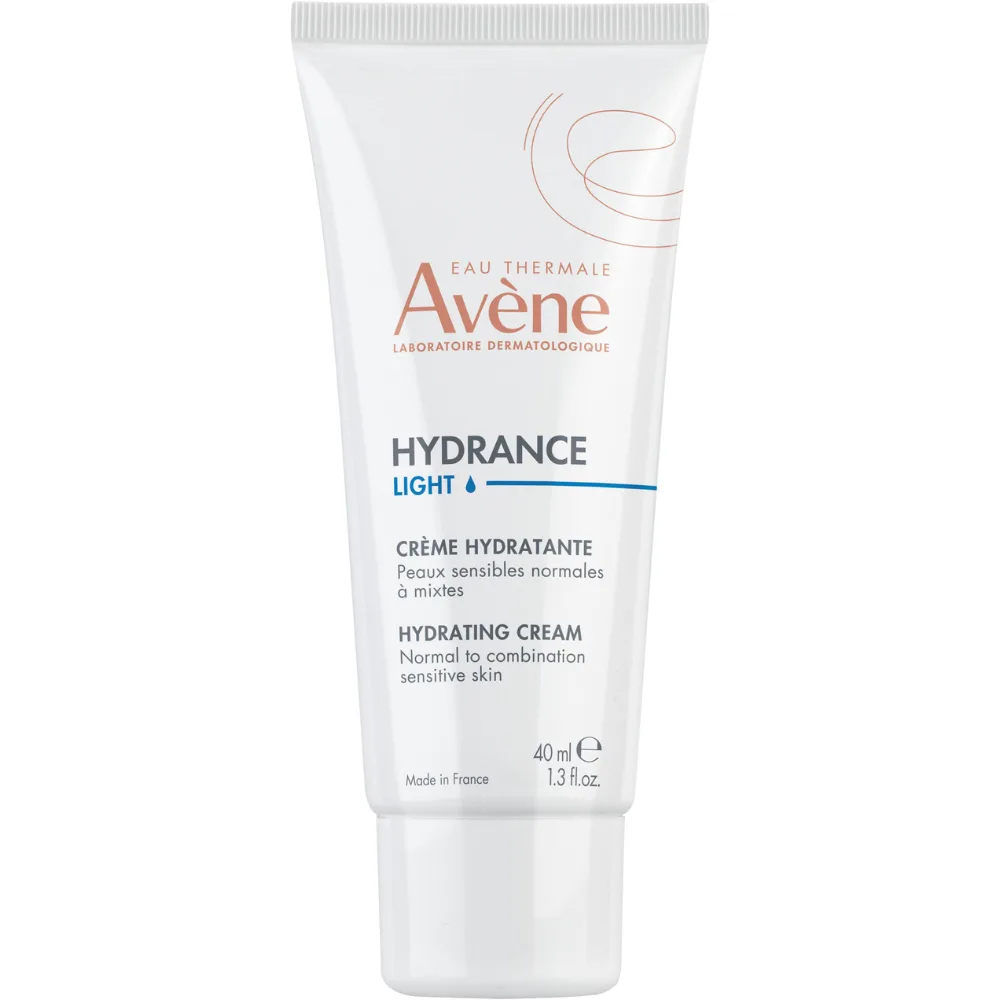 EAU THERMALE
Avène
LABORATOIRE DERMATOLOGIQUE
HYDRANCE
LIGHT
CRÈME HYDRATANTE
Peaux sensibles normales
à mixtes
HYDRATING CREAM
Normal to combination
sensitive skin
40 ml ℮
Made in France
1.3 fl.oz.